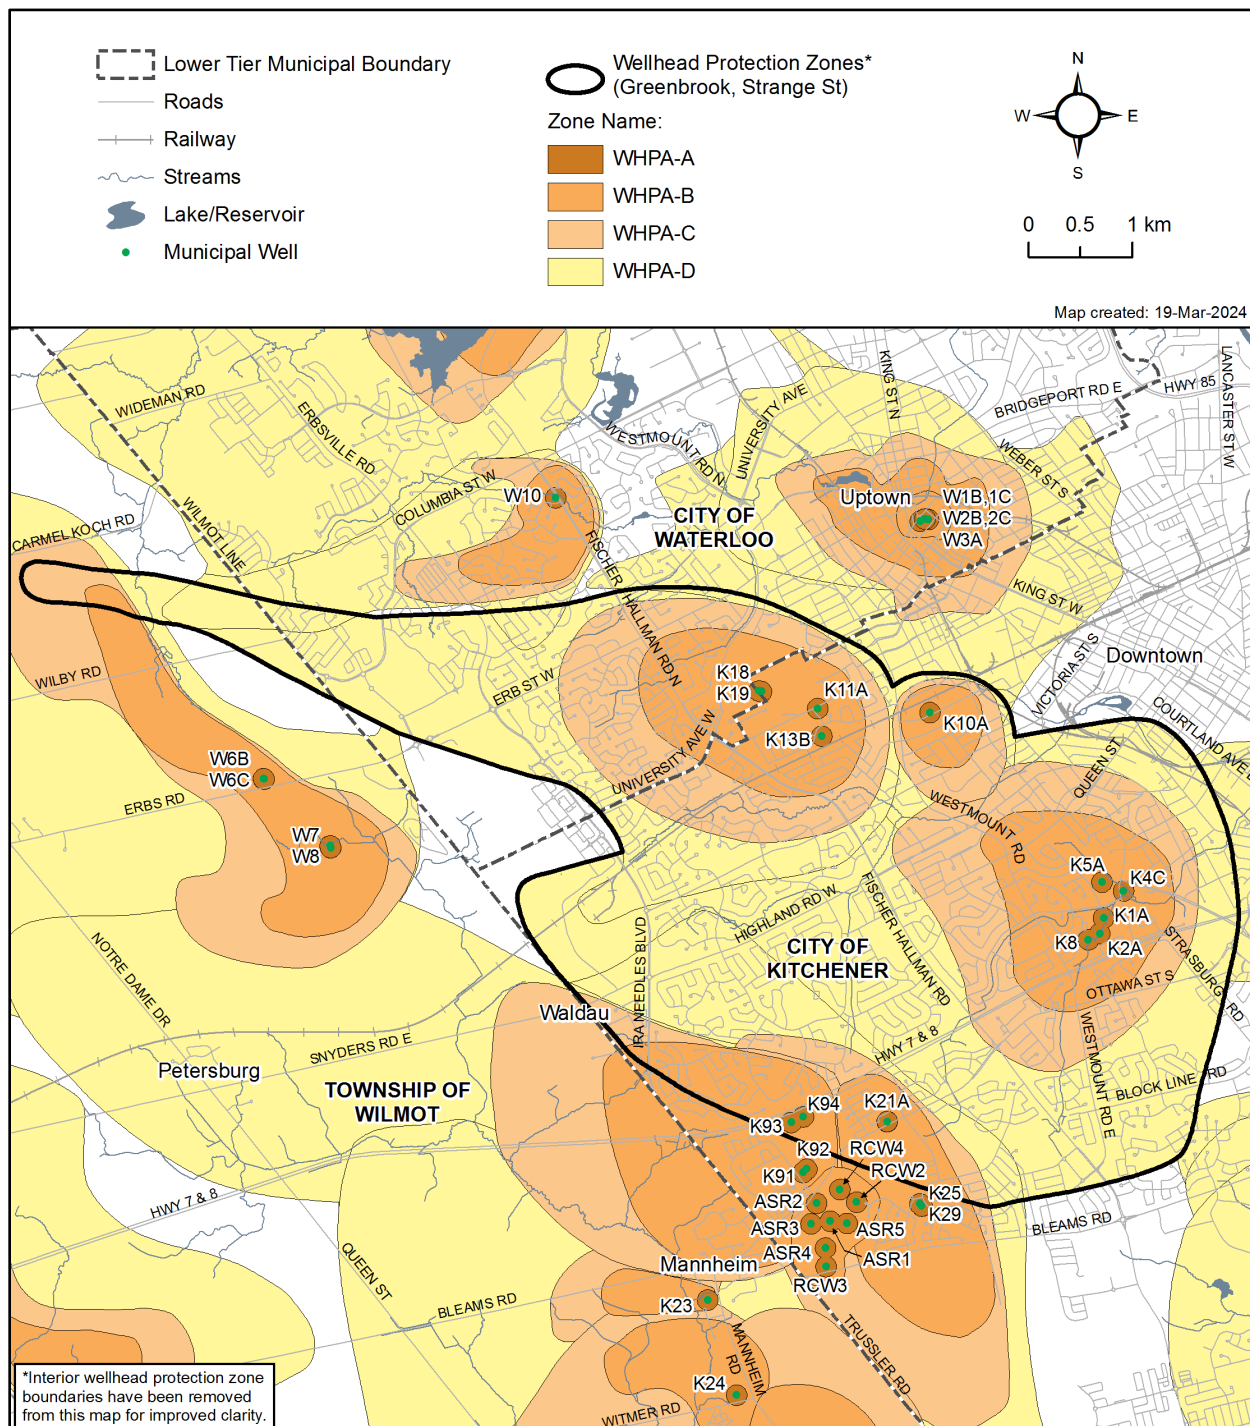 Lower Tier Municipal Boundary
Roads
Railway
Streams
Lake/Reservoir
Municipal Well
Wellhead Protection Zones*
(Greenbrook, Strange St)
Zone Name:
WHPA-A
WHPA-B
WHPA-C
WHPA-D
N
W
E
S
0 0.5 1 km
Map created: 19-Mar-2024
WIDEMAN RD
ERBSVILLE RD
COLUMBIA ST W
WILMOT LINE
CARMEL KOCH RD
W10
WESTMOUNT RD N
UNIVERSITY AVE
KING ST N
BRIDGEPORT RD E
HWY 85
LANCASTER ST W
WEBER ST S
Uptown
W1B,1C
W2B,2C
W3A
CITY OF
WATERLOO
FISCHER HALLMAN RD N
KING ST W
VICTORIA ST S
Downtown
COURTLAND AVE E
WILBY RD
ERB ST W
UNIVERSITY AVE W
K18
K19
K11A
K13B
K10A
W6B
W6C
ERBS RD
W7
W8
QUEEN ST
WESTMOUNT RD
K5A
K4C
K1A
K8
K2A
STRASBURG RD
OTTAWA ST S
WESTMOUNT RD E
BLOCK LINE RD
HIGHLAND RD W
FISCHER HALLMAN RD
CITY OF
KITCHENER
IRA NEEDLES BLVD
HWY 7 & 8
NOTRE DAME DR
Waldau
SNYDERS RD E
Petersburg
TOWNSHIP OF
WILMOT
K94
K93
K21A
K92
RCW4
K91
RCW2
ASR2
K25
K29
ASR3
ASR5
ASR4
ASR1
RCW3
BLEAMS RD
HWY 7 & 8
QUEEN ST
Mannheim
BLEAMS RD
K23
MANNHEIM RD
TRUSSLER RD
K24
WITMER RD
*Interior wellhead protection zone
boundaries have been removed
from this map for improved clarity.